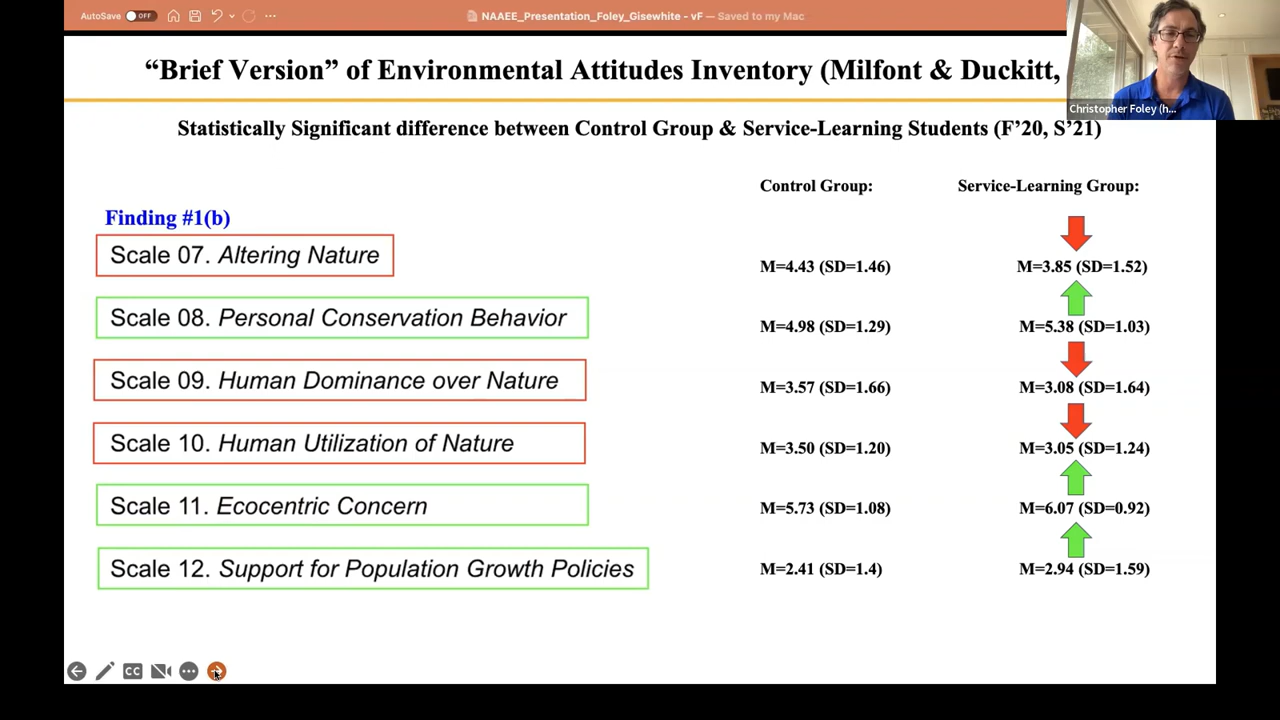 AutoSave OFF
NAAEE_Presentation_Foley_Gisewhite - vF — Saved to my Mac
“Brief Version” of Environmental Attitudes Inventory (Milfont & Duckitt,
Christopher Foley (h...
Statistically Significant difference between Control Group & Service-Learning Students (F’20, S’21)
Control Group: Service-Learning Group:
Finding #1(b)
Scale 07. Altering Nature M=4.43 (SD=1.46) M=3.85 (SD=1.52)
Scale 08. Personal Conservation Behavior M=4.98 (SD=1.29) M=5.38 (SD=1.03)
Scale 09. Human Dominance over Nature M=3.57 (SD=1.66) M=3.08 (SD=1.64)
Scale 10. Human Utilization of Nature M=3.50 (SD=1.20) M=3.05 (SD=1.24)
Scale 11. Ecocentric Concern M=5.73 (SD=1.08) M=6.07 (SD=0.92)
Scale 12. Support for Population Growth Policies M=2.41 (SD=1.4) M=2.94 (SD=1.59)
CC